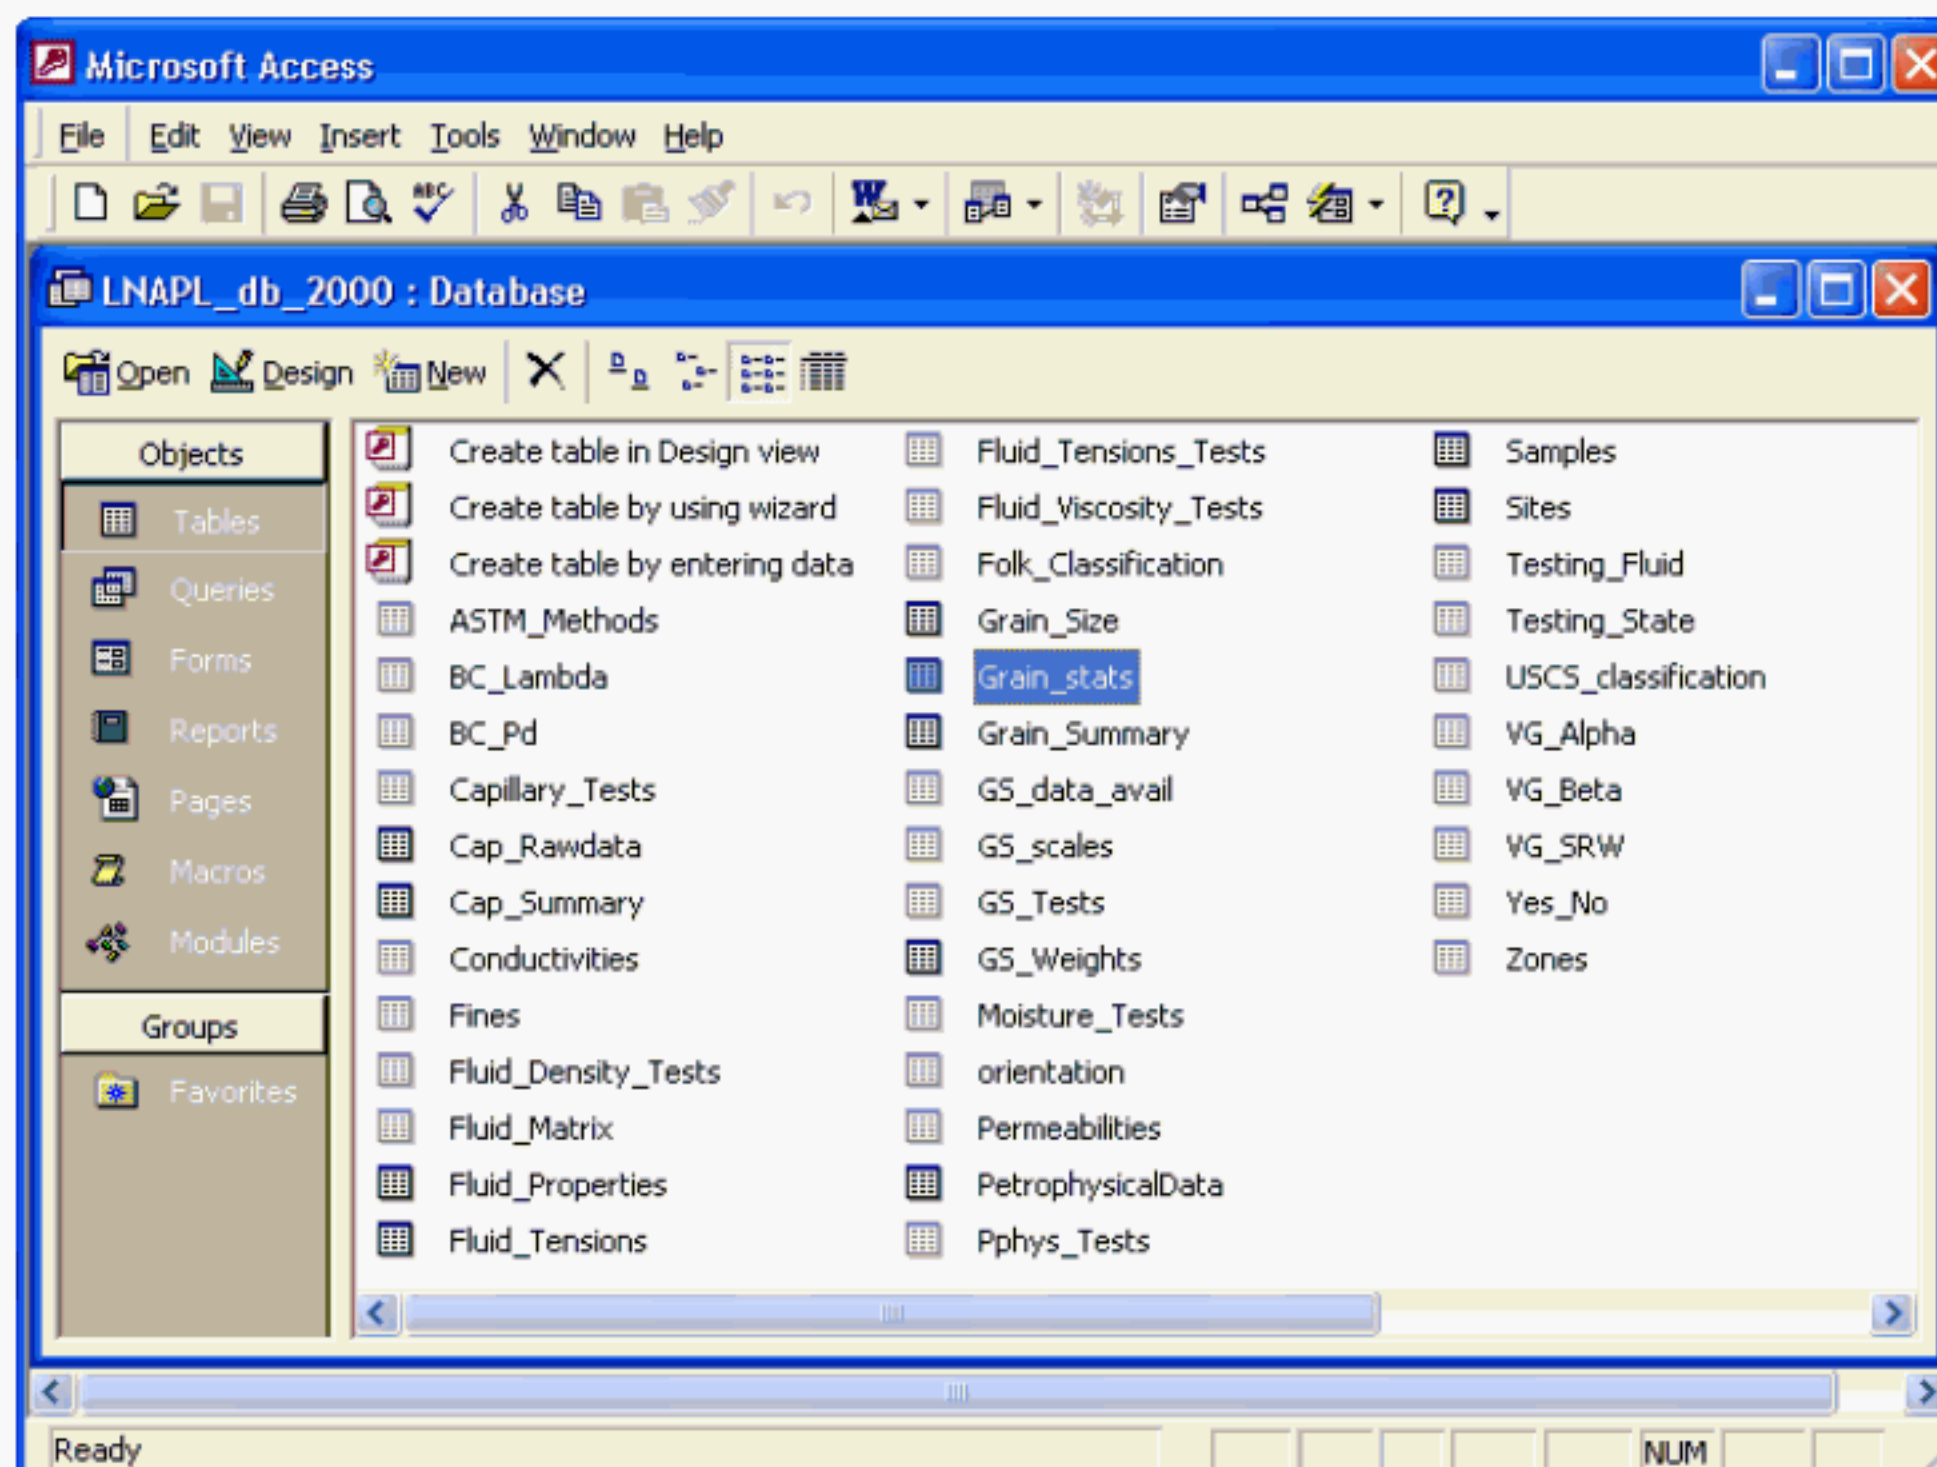 Microsoft Access
File Edit View Insert Tools Window Help
ABC
W
?
LNAPL_db_2000 : Database
Open Design New
Objects
Tables
Queries
Forms
Reports
Pages
Macros
Modules
Groups
Favorites
Create table in Design view
Create table by using wizard
Create table by entering data
ASTM_Methods
BC_Lambda
BC_Pd
Capillary_Tests
Cap_Rawdata
Cap_Summary
Conductivities
Fines
Fluid_Density_Tests
Fluid_Matrix
Fluid_Properties
Fluid_Tensions
Fluid_Tensions_Tests
Fluid_Viscosity_Tests
Folk_Classification
Grain_Size
Grain_stats
Grain_Summary
GS_data_avail
GS_scales
GS_Tests
GS_Weights
Moisture_Tests
orientation
Permeabilities
PetrophysicalData
Pphys_Tests
Samples
Sites
Testing_Fluid
Testing_State
USCS_classification
VG_Alpha
VG_Beta
VG_SRW
Yes_No
Zones
Ready
NUM